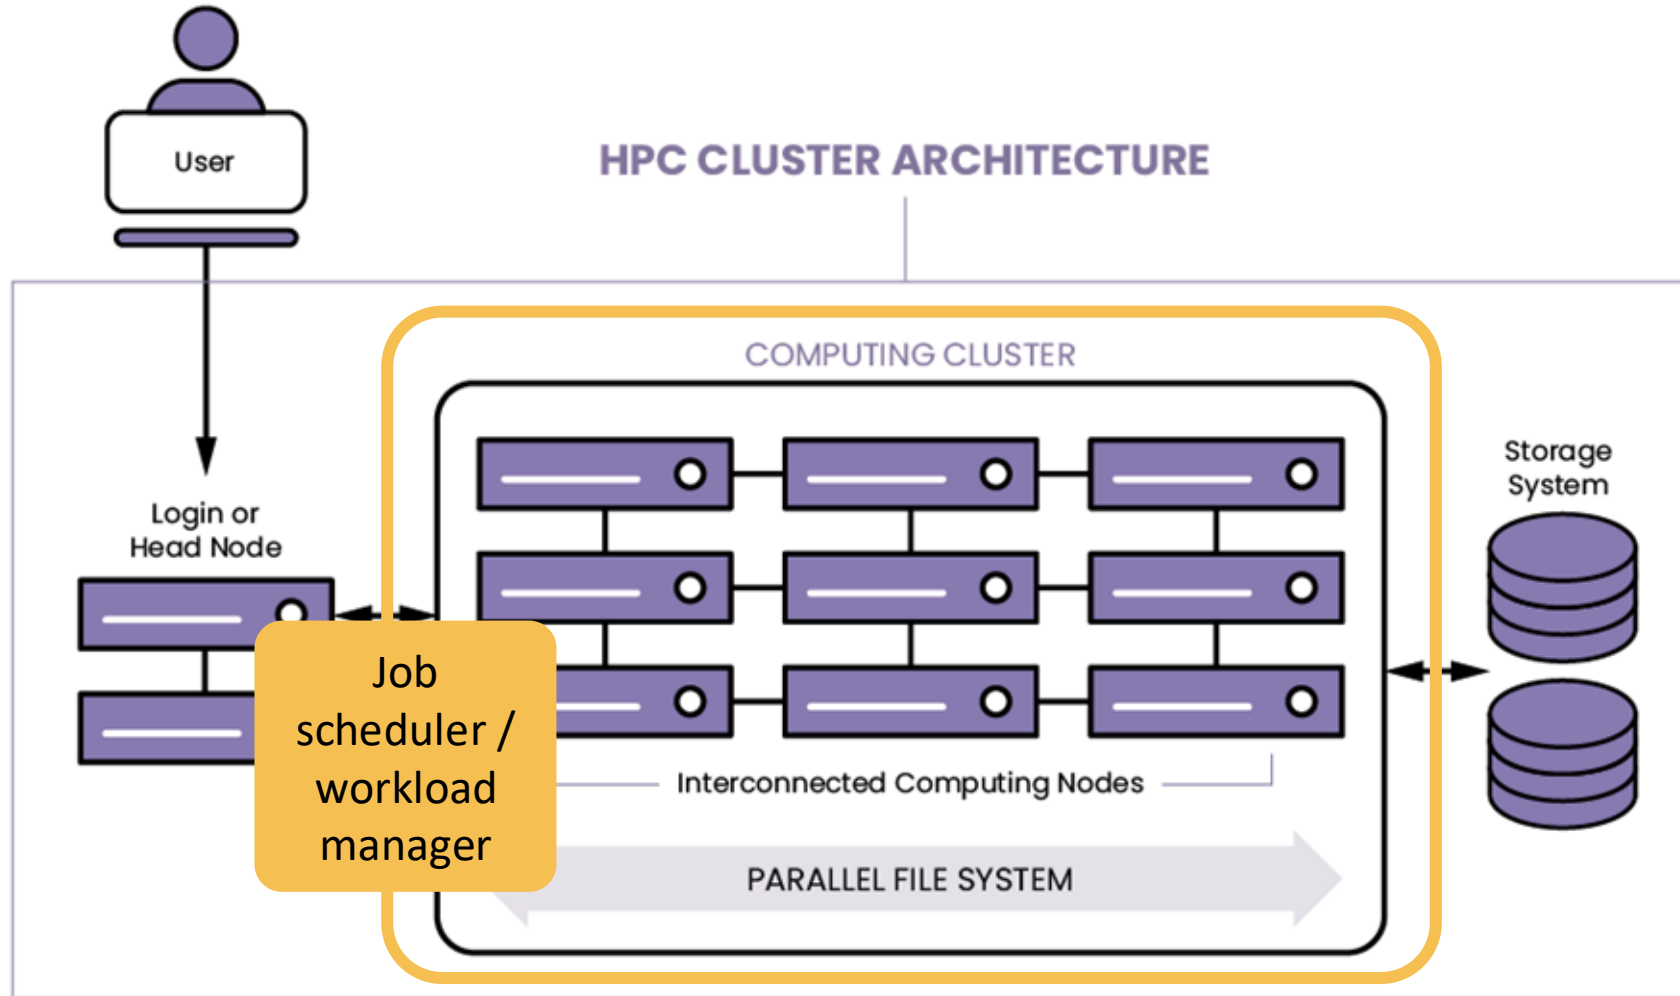 User
HPC CLUSTER ARCHITECTURE
COMPUTING CLUSTER
Storage
System
Login or
Head Node
Job
scheduler /
workload
manager
Interconnected Computing Nodes
PARALLEL FILE SYSTEM